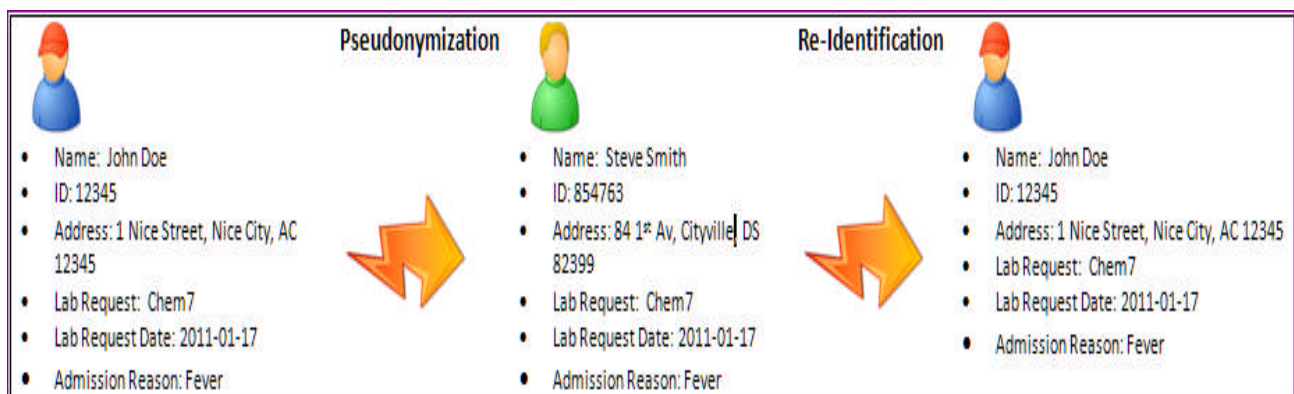 Pseudonymization
Re-Identification
• Name: John Doe
• ID: 12345
• Address: 1 Nice Street, Nice City, AC
12345
• Lab Request: Chem7
• Lab Request Date: 2011-01-17
• Admission Reason: Fever
• Name: Steve Smith
• ID: 854763
• Address: 84 1st Av, Cityville, DS
82399
• Lab Request: Chem7
• Lab Request Date: 2011-01-17
• Admission Reason: Fever
• Name: John Doe
• ID: 12345
• Address: 1 Nice Street, Nice City, AC 12345
• Lab Request: Chem7
• Lab Request Date: 2011-01-17
• Admission Reason: Fever